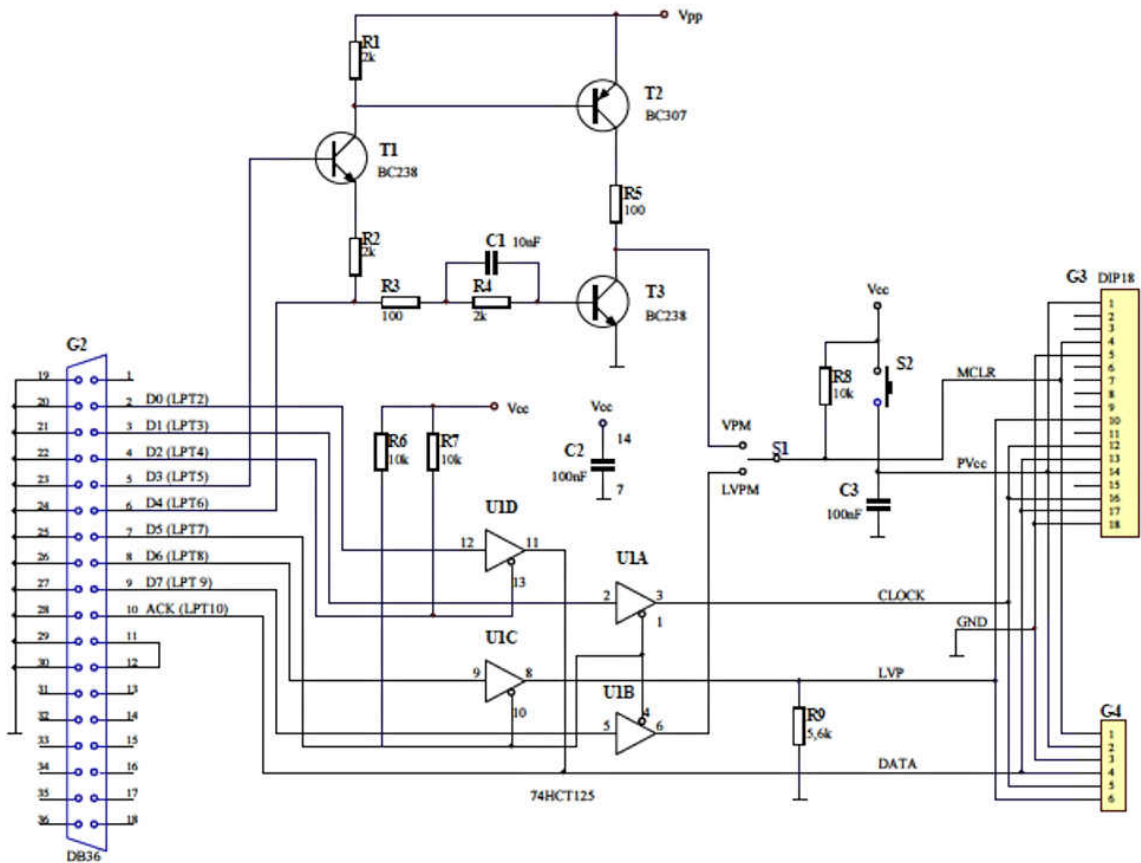 Vpp
R1
2k
T2
BC307
T1
BC238
R5
100
R2
2k
C1 10nF
R3
100
R4
2k
T3
BC238
G3 DIP18
Vcc
R8
10k
S2
MCLR
VPM
S1
LVPM
PVcc
C3
100nF
1
2
3
4
5
6
7
8
9
10
11
12
13
14
15
16
17
18
G2
19 1
20 2 D0 (LPT2)
21 3 D1 (LPT3)
22 4 D2 (LPT4)
23 5 D3 (LPT5)
24 6 D4 (LPT6)
25 7 D5 (LPT7)
26 8 D6 (LPT8)
27 9 D7 (LPT 9)
28 10 ACK (LPT10)
29 11
30 12
31 13
32 14
33 15
34 16
35 17
36 18
DB36
Vcc
R6
10k
R7
10k
Vcc
14
C2
100nF
7
U1D
12 11
13
U1A
2 3
1
CLOCK
GND
U1C
9 8
10
LVP
U1B
4
5 6
R9
5,6k
DATA
74HCT125
G4
1
2
3
4
5
6